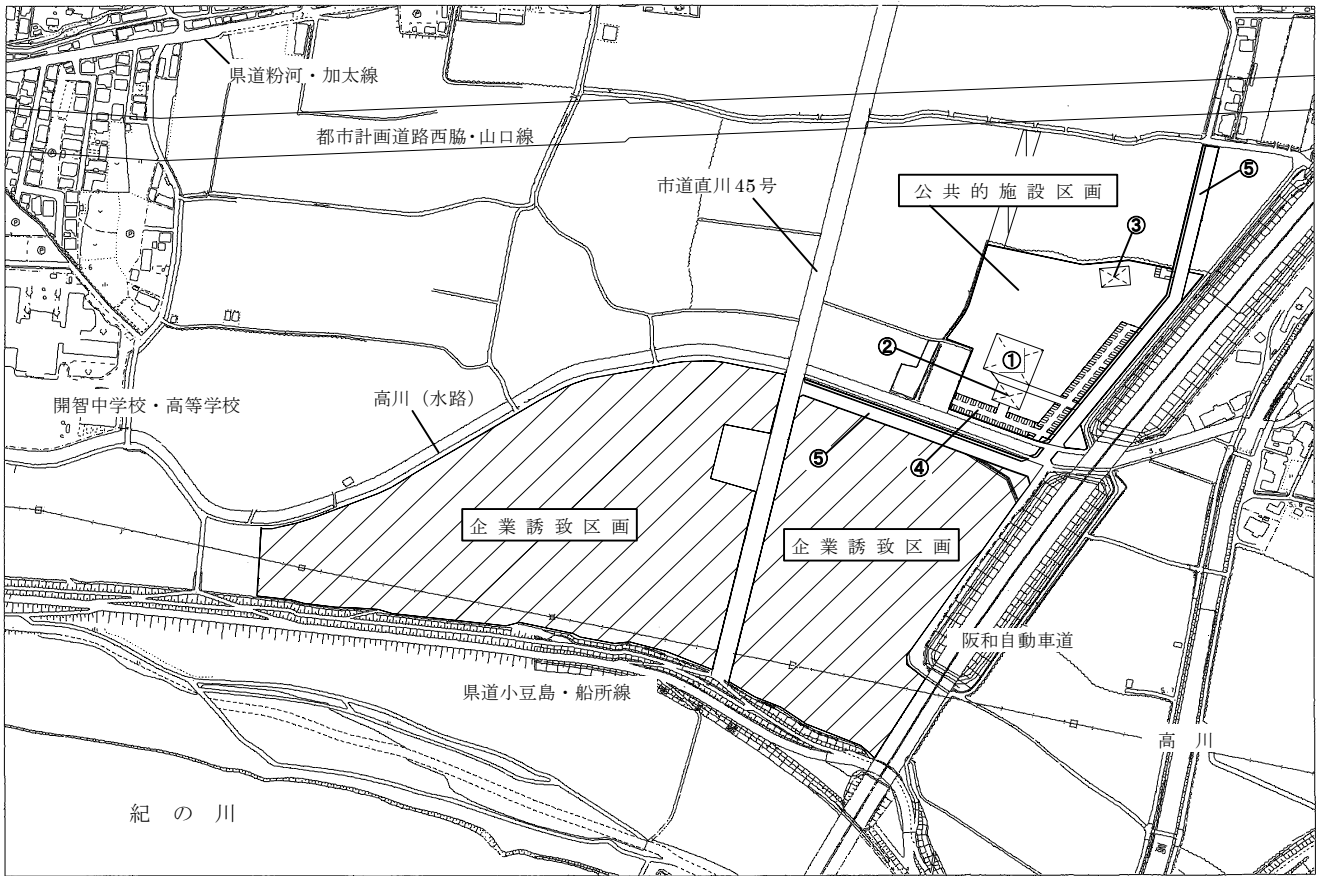 県道粉河・加太線
都市計画道路西脇・山口線
市道直川45号
公共的施設区画
⑤
③
②
①
開智中学校・高等学校
高川（水路）
⑤
④
企業誘致区画
企業誘致区画
阪和自動車道
県道小豆島・船所線
高川
紀の川